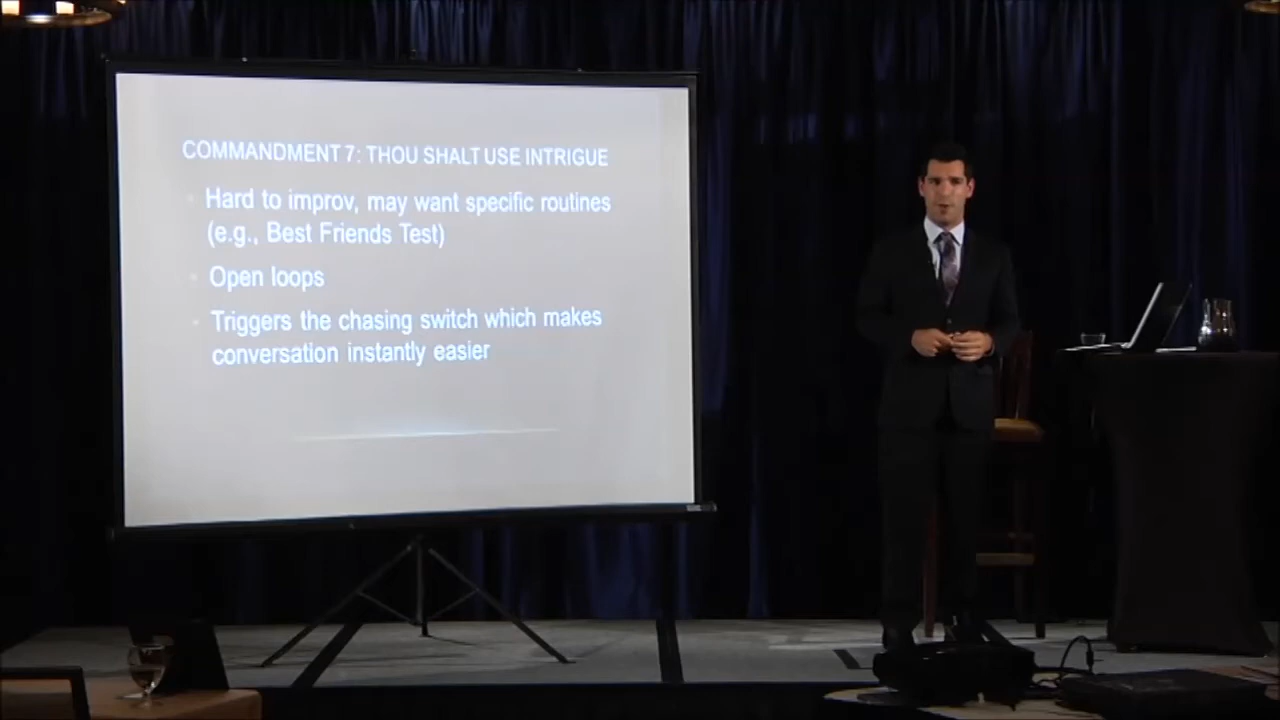 COMMANDMENT 7: THOU SHALT USE INTRIGUE
Hard to improv, may want specific routines
(e.g., Best Friends Test)
Open loops
Triggers the chasing switch which makes
conversation instantly easier